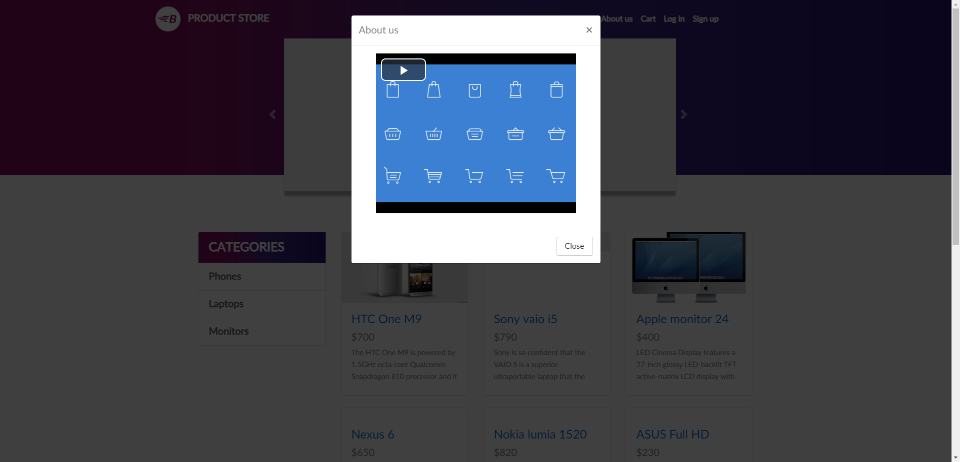 PRODUCT STORE
About us
Cart
Log in
Sign up
About us
×
Close
CATEGORIES
Phones
Laptops
Monitors
HTC One M9
$700
The HTC One M9 is powered by
1.5GHz octa-core Qualcomm
Snapdragon 810 processor and it
Sony vaio i5
$790
Sony is so confident that the
VAIO S is a superior
ultraportable laptop that the
Apple monitor 24
$400
LED Cinema Display features a
27-inch glossy LED-backlit TFT
active-matrix LCD display with
Nexus 6
$650
Nokia lumia 1520
$820
ASUS Full HD
$230